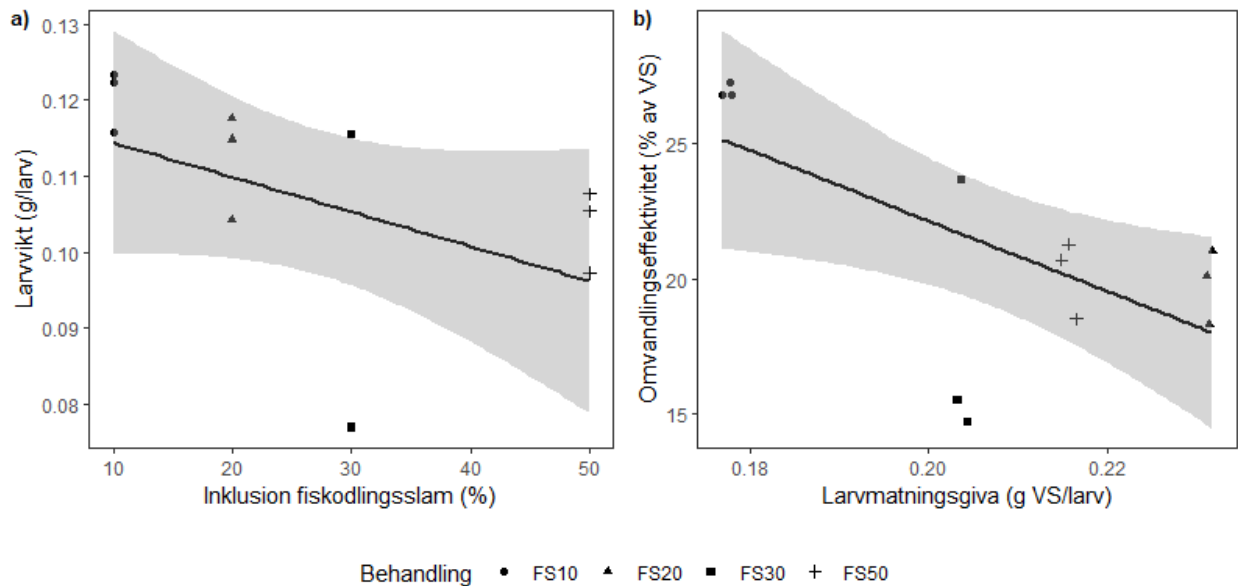 a)
Larvvikt (g/larv)
0.13
0.12
0.11
0.10
0.09
0.08
10 20 30 40 50
Inklusion fiskodlingsslam (%)
b)
Omvandlingseffektivitet (% av VS)
25
20
15
0.18 0.20 0.22
Larvmatningsgiva (g VS/larv)
Behandling FS10 FS20 FS30 FS50